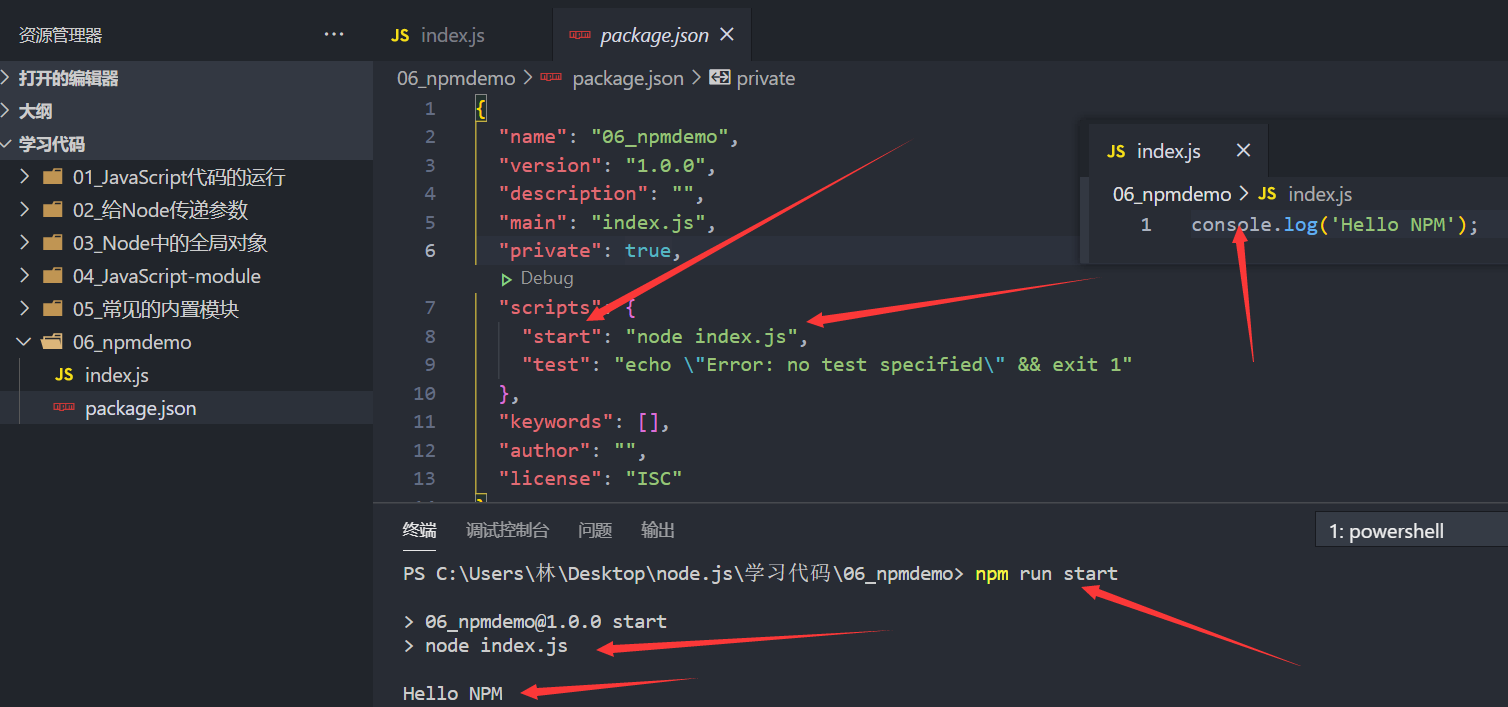 资源管理器 ···
打开的编辑器
大纲
学习代码
01_JavaScript代码的运行
02_给Node传递参数
03_Node中的全局对象
04_JavaScript-module
05_常见的内置模块
06_npmdemo
JS index.js
npm package.json
JS index.js
npm package.json ×
06_npmdemo > npm package.json > private
1 {
2 "name": "06_npmdemo",
3 "version": "1.0.0",
4 "description": "",
5 "main": "index.js",
6 "private": true,
Debug
7 "scripts": {
8 "start": "node index.js",
9 "test": "echo \"Error: no test specified\" && exit 1"
10 },
11 "keywords": [],
12 "author": "",
13 "license": "ISC"
}
JS index.js ×
06_npmdemo > JS index.js
1 console.log('Hello NPM');
终端 调试控制台 问题 输出
1: powershell
PS C:\Users\林\Desktop\node.js\学习代码\06_npmdemo> npm run start
> 06_npmdemo@1.0.0 start
> node index.js
Hello NPM